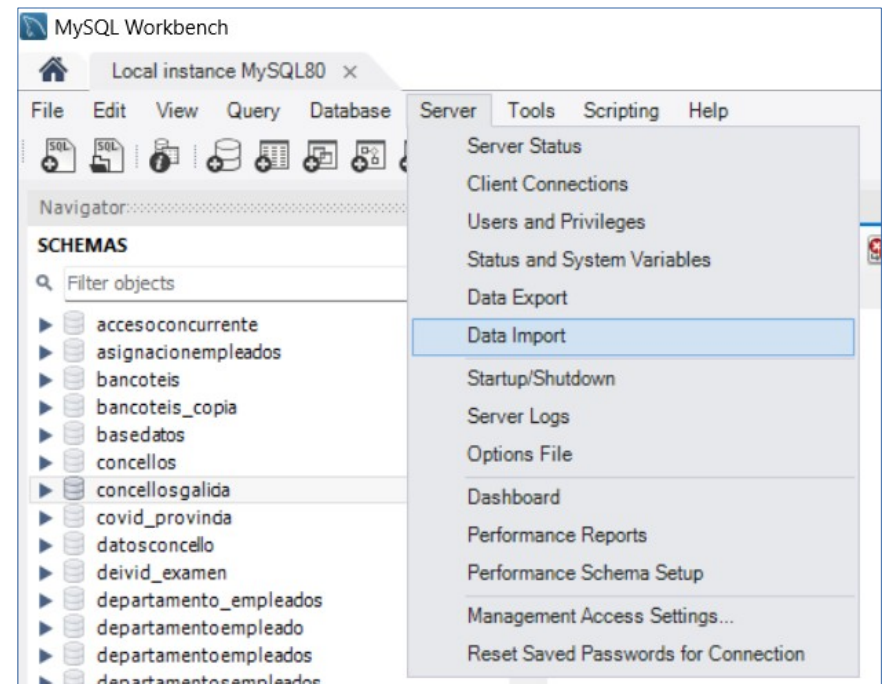 MySQL Workbench
Local instance MySQL80 ×
File Edit View Query Database Server Tools Scripting Help
SQL SQL
Navigator
SCHEMAS
Filter objects
accesoconcurrente
asignacionempleados
bancoteis
bancoteis_copia
basedatos
concellos
concellosgalicia
covid_provincia
datosconcello
deivid_examen
departamento_empleados
departamentoempleado
departamentoempleados
departamentosempleados
Server Status
Client Connections
Users and Privileges
Status and System Variables
Data Export
Data Import
Startup/Shutdown
Server Logs
Options File
Dashboard
Performance Reports
Performance Schema Setup
Management Access Settings...
Reset Saved Passwords for Connection